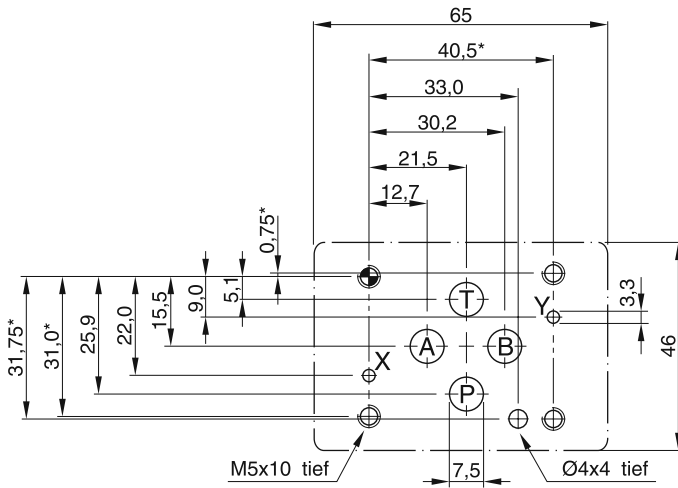 65
40,5*
33,0
30,2
21,5
12,7
0,75*
5,1
9,0
15,5
22,0
25,9
31,0*
31,75*
T
Y
3,3
A
B
46
X
P
M5x10 tief
7,5
Ø4x4 tief